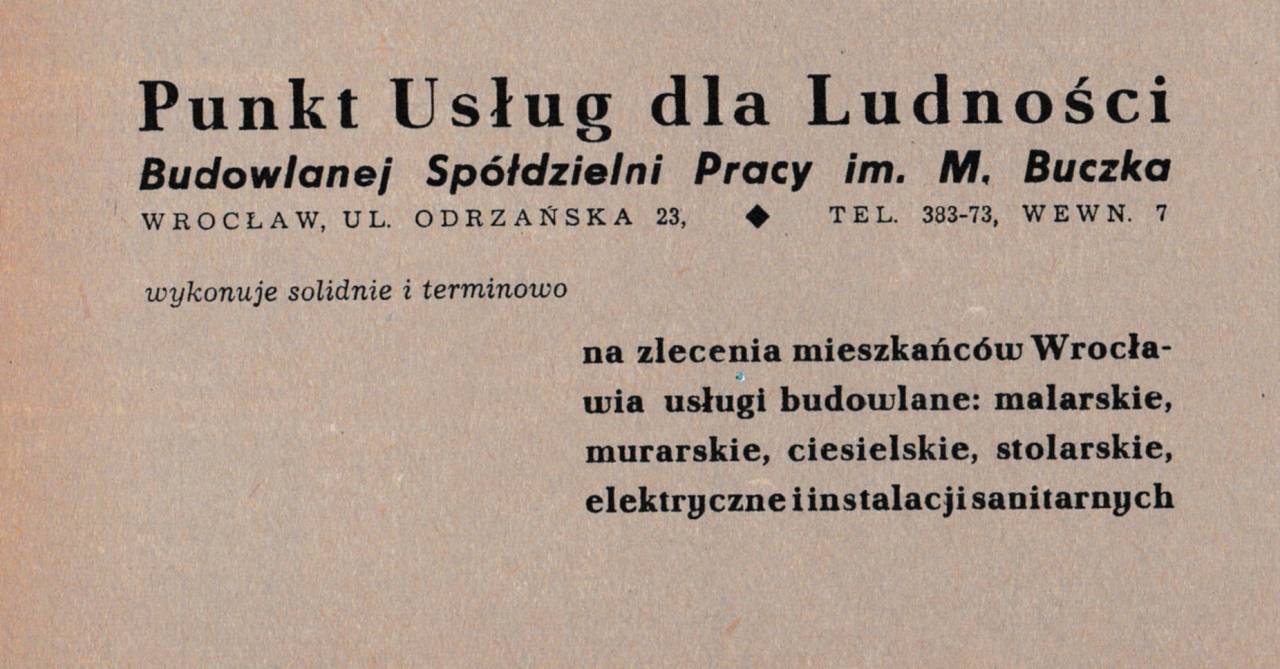 Punkt Usług dla Ludności
Budowlanej Spółdzielni Pracy im. M. Buczka
WROCŁAW, UL. ODRZAŃSKA 23, ◆ TEL. 383-73, WEWN. 7
wykonuje solidnie i terminowo
na zlecenia mieszkańców Wrocła-
wia usługi budowlane: malarskie,
murarskie, ciesielskie, stolarskie,
elektryczne i instalacji sanitarnych